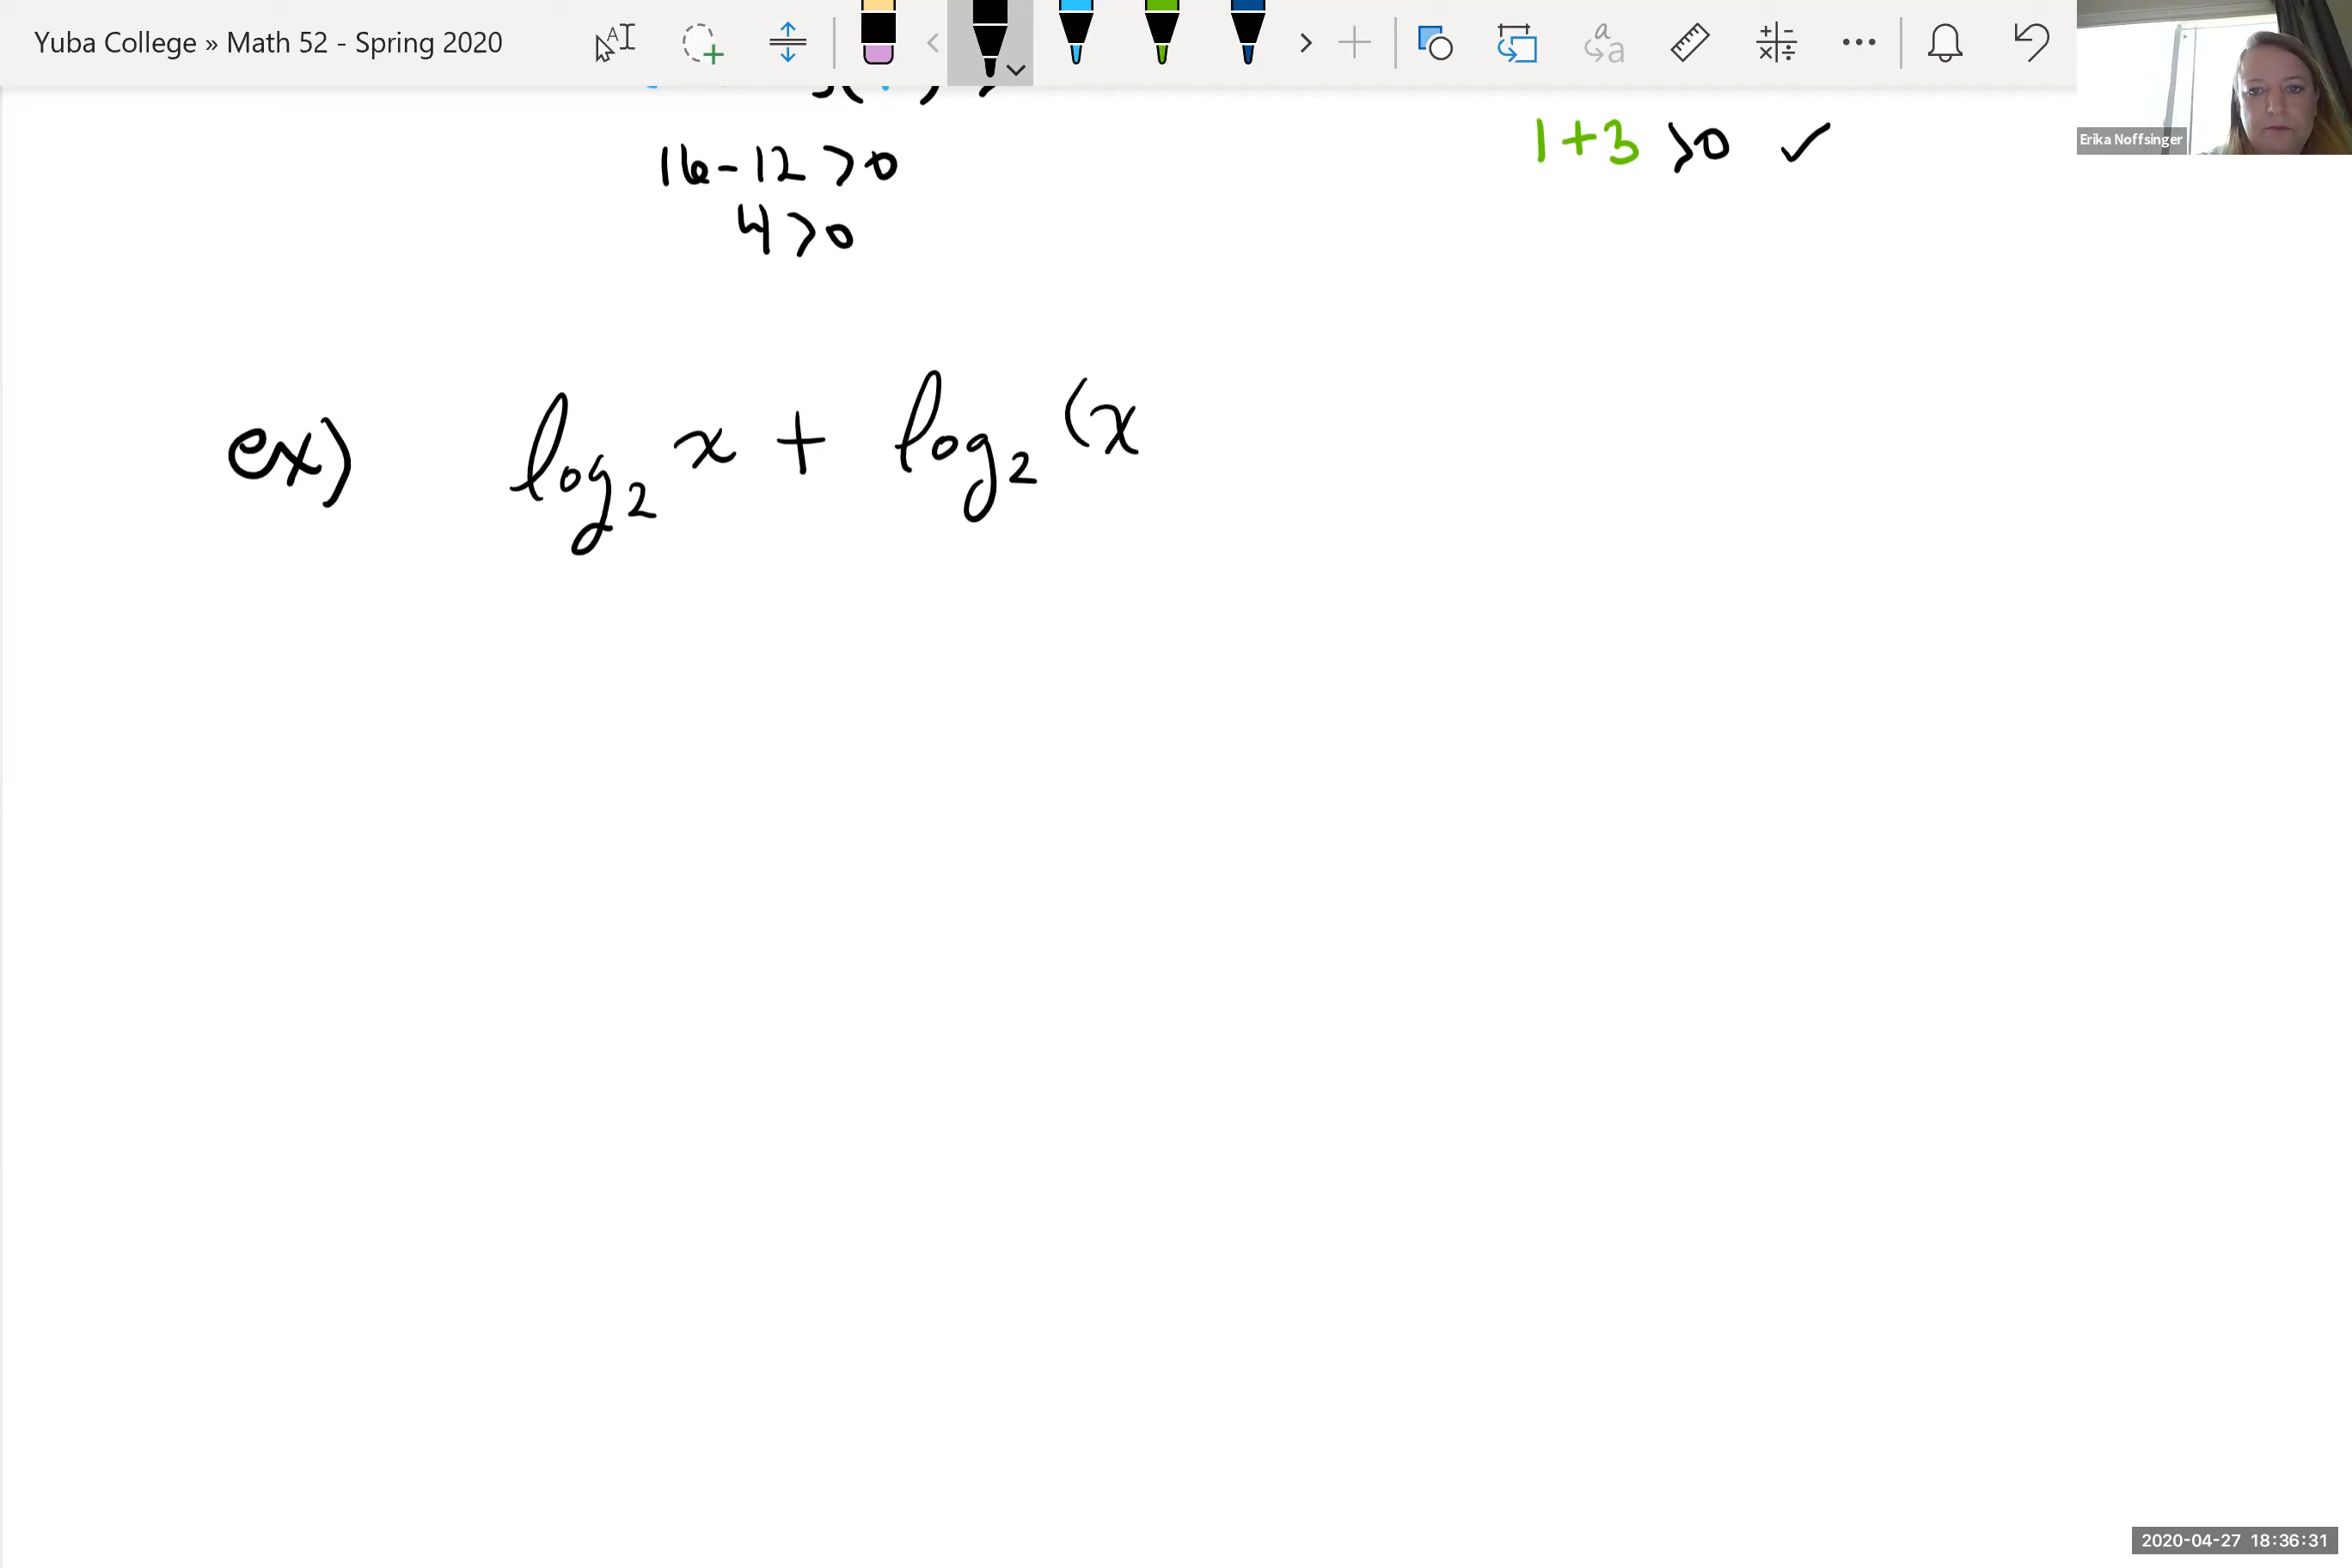 Yuba College » Math 52 - Spring 2020
Erika Noffsinger
1+3 >0 ✓
16-12 >0
4>0
ex) log₂ x + log₂ (x
2020-04-27 18:36:31